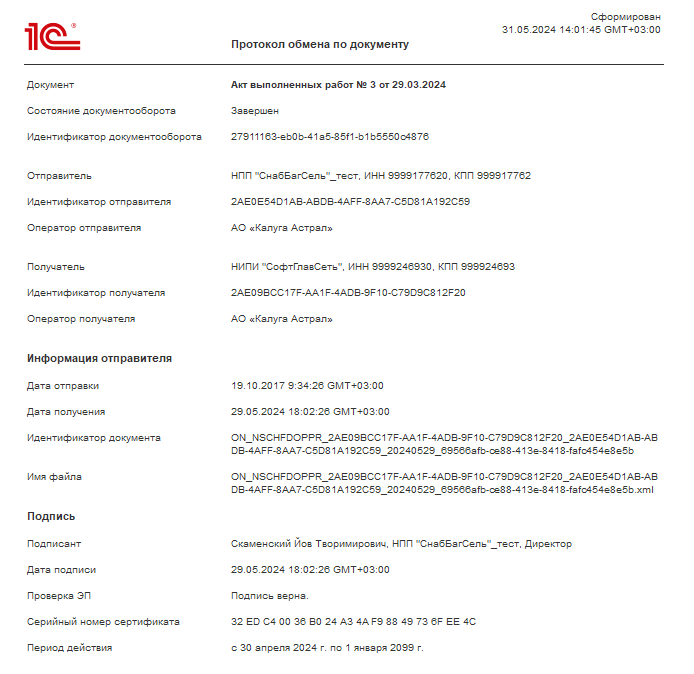 1С®
Сформирован
31.05.2024 14:01:45 GMT+03:00
Протокол обмена по документу
Документ Акт выполненных работ № 3 от 29.03.2024
Состояние документооборота Завершен
Идентификатор документооборота 27911163-eb0b-41a5-85f1-b1b5550c4876
Отправитель НПП "СнабБагСель"_тест, ИНН 9999177620, КПП 999917762
Идентификатор отправителя 2AE0E54D1AB-ABDB-4AFF-8AA7-C5D81A192C59
Оператор отправителя АО «Калуга Астрал»
Получатель НИПИ "СофтГлавСеть", ИНН 9999246930, КПП 999924693
Идентификатор получателя 2AE09BCC17F-AA1F-4ADB-9F10-C79D9C812F20
Оператор получателя АО «Калуга Астрал»
Информация отправителя
Дата отправки 19.10.2017 9:34:26 GMT+03:00
Дата получения 29.05.2024 18:02:26 GMT+03:00
Идентификатор документа ON_NSCHFDOPPR_2AE09BCC17F-AA1F-4ADB-9F10-C79D9C812F20_2AE0E54D1AB-AB
DB-4AFF-8AA7-C5D81A192C59_20240529_69566afb-ce88-413e-8418-fafc454e8e5b
Имя файла ON_NSCHFDOPPR_2AE09BCC17F-AA1F-4ADB-9F10-C79D9C812F20_2AE0E54D1AB-AB
DB-4AFF-8AA7-C5D81A192C59_20240529_69566afb-ce88-413e-8418-fafc454e8e5b.xml
Подпись
Подписант Скаменский Йов Творимирович, НПП "СнабБагСель"_тест, Директор
Дата подписи 29.05.2024 18:02:26 GMT+03:00
Проверка ЭП Подпись верна.
Серийный номер сертификата 32 ED C4 00 36 B0 24 A3 4A F9 88 49 73 6F EE 4C
Период действия с 30 апреля 2024 г. по 1 января 2099 г.